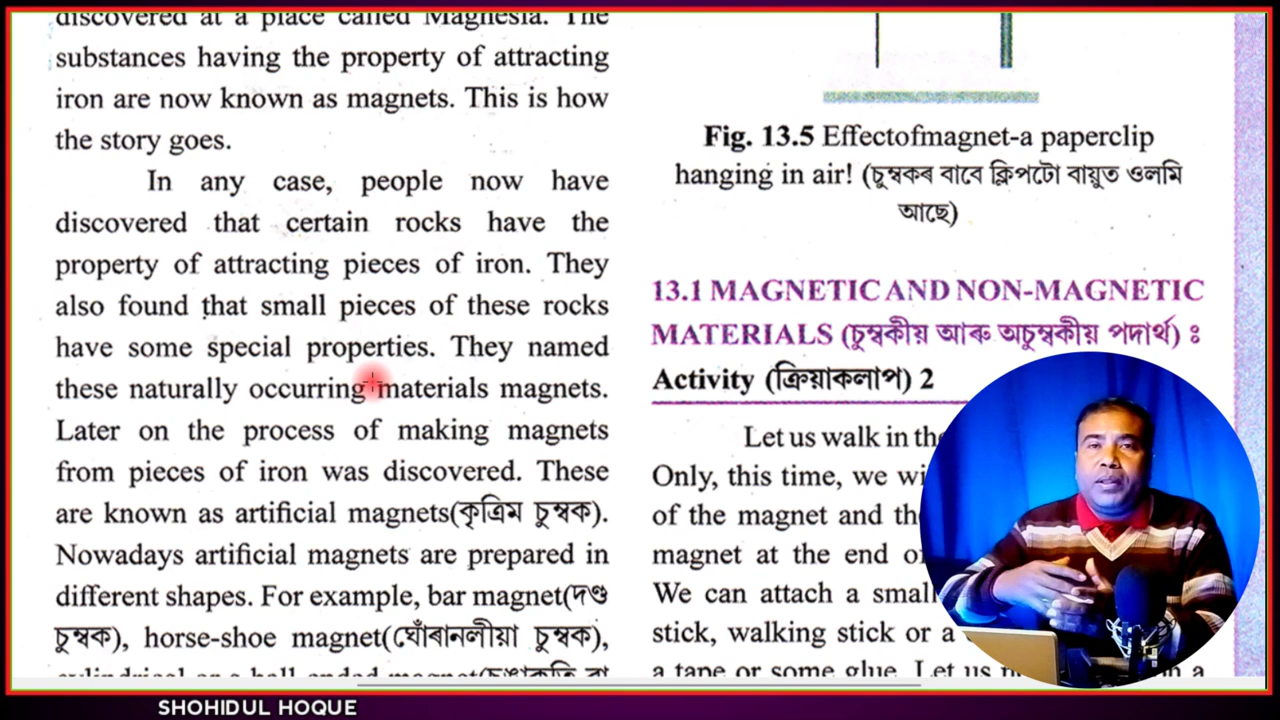 discovered at a place called Magnesia. The
substances having the property of attracting
iron are now known as magnets. This is how
the story goes.
In any case, people now have
discovered that certain rocks have the
property of attracting pieces of iron. They
also found that small pieces of these rocks
have some special properties. They named
these naturally occurring materials magnets.
Later on the process of making magnets
from pieces of iron was discovered. These
are known as artificial magnets(কৃত্ৰিম চুম্বক).
Nowadays artificial magnets are prepared in
different shapes. For example, bar magnet(দণ্ড
চুম্বক), horse-shoe magnet(ঘোঁৰানলীয়া চুম্বক),
cylindrical or a ball-ended magnet(চুঙাকৃতি বা
Fig. 13.5 Effectofmagnet-a paperclip
hanging in air! (চুম্বকৰ বাবে ক্লিপটো বায়ুত ওলমি
আছে)
13.1 MAGNETIC AND NON-MAGNETIC
MATERIALS (চুম্বকীয় আৰু অচুম্বকীয় পদাৰ্থ) ঃ
Activity (ক্ৰিয়াকলাপ) 2
Let us walk in the
Only, this time, we
of the magnet and
magnet at the end
We can attach a small
stick, walking stick or a
a tape or some glue. Let us
SHOHIDUL HOQUE